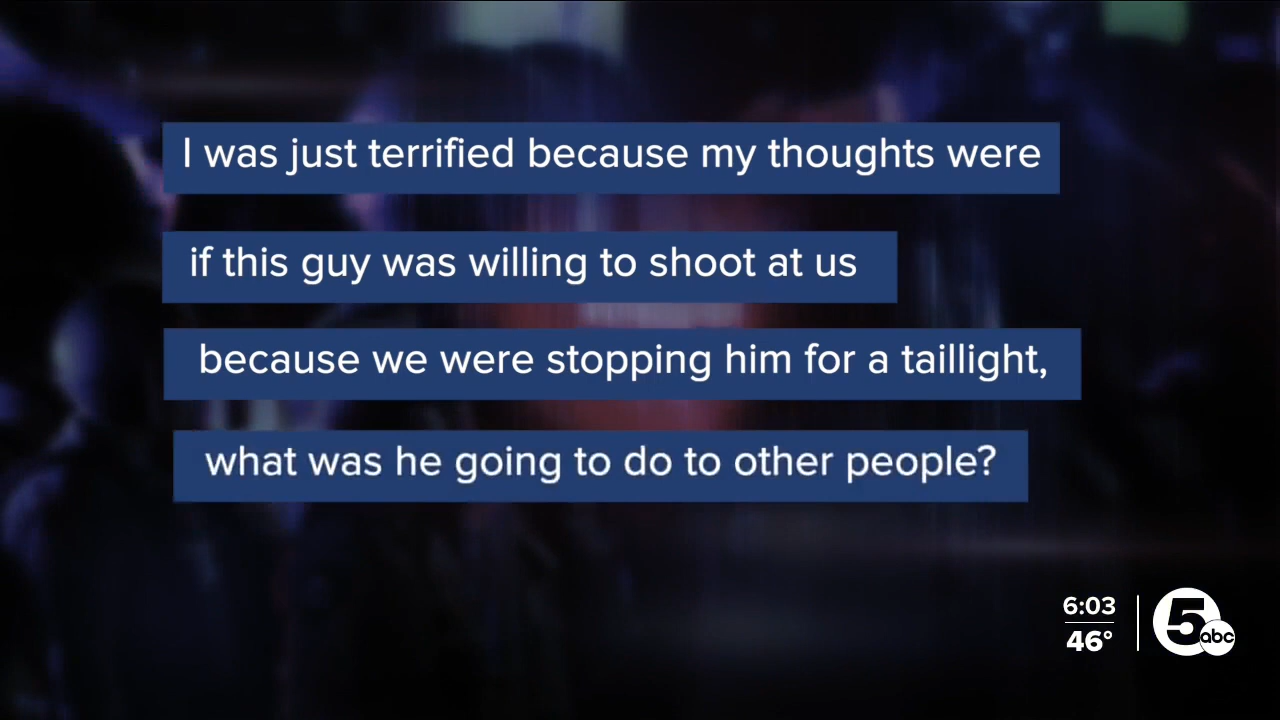 I was just terrified because my thoughts were
if this guy was willing to shoot at us
because we were stopping him for a taillight,
what was he going to do to other people?
6:03
46°
5
abc